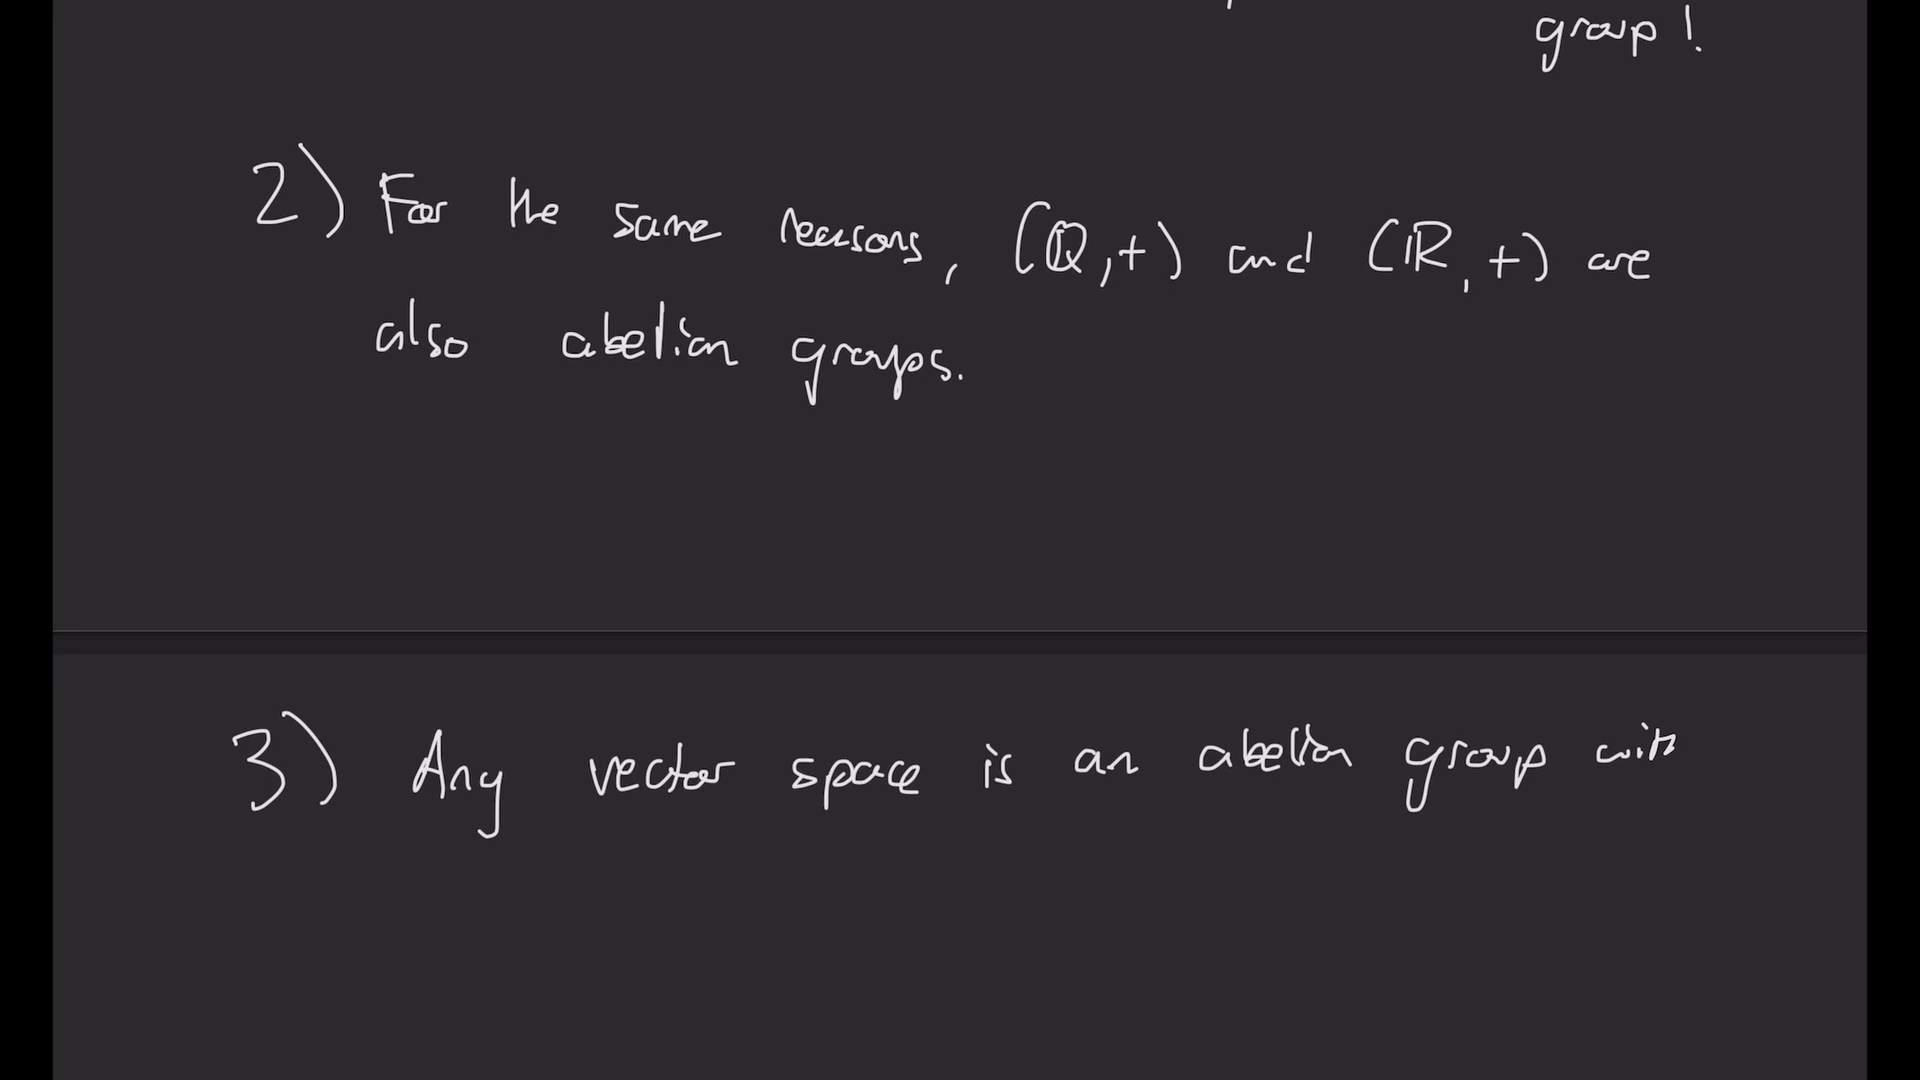 group!
2) For the same reasons, (ℚ,+) and (ℝ,+) are
also abelian groups.
3) Any vector space is an abelian group with